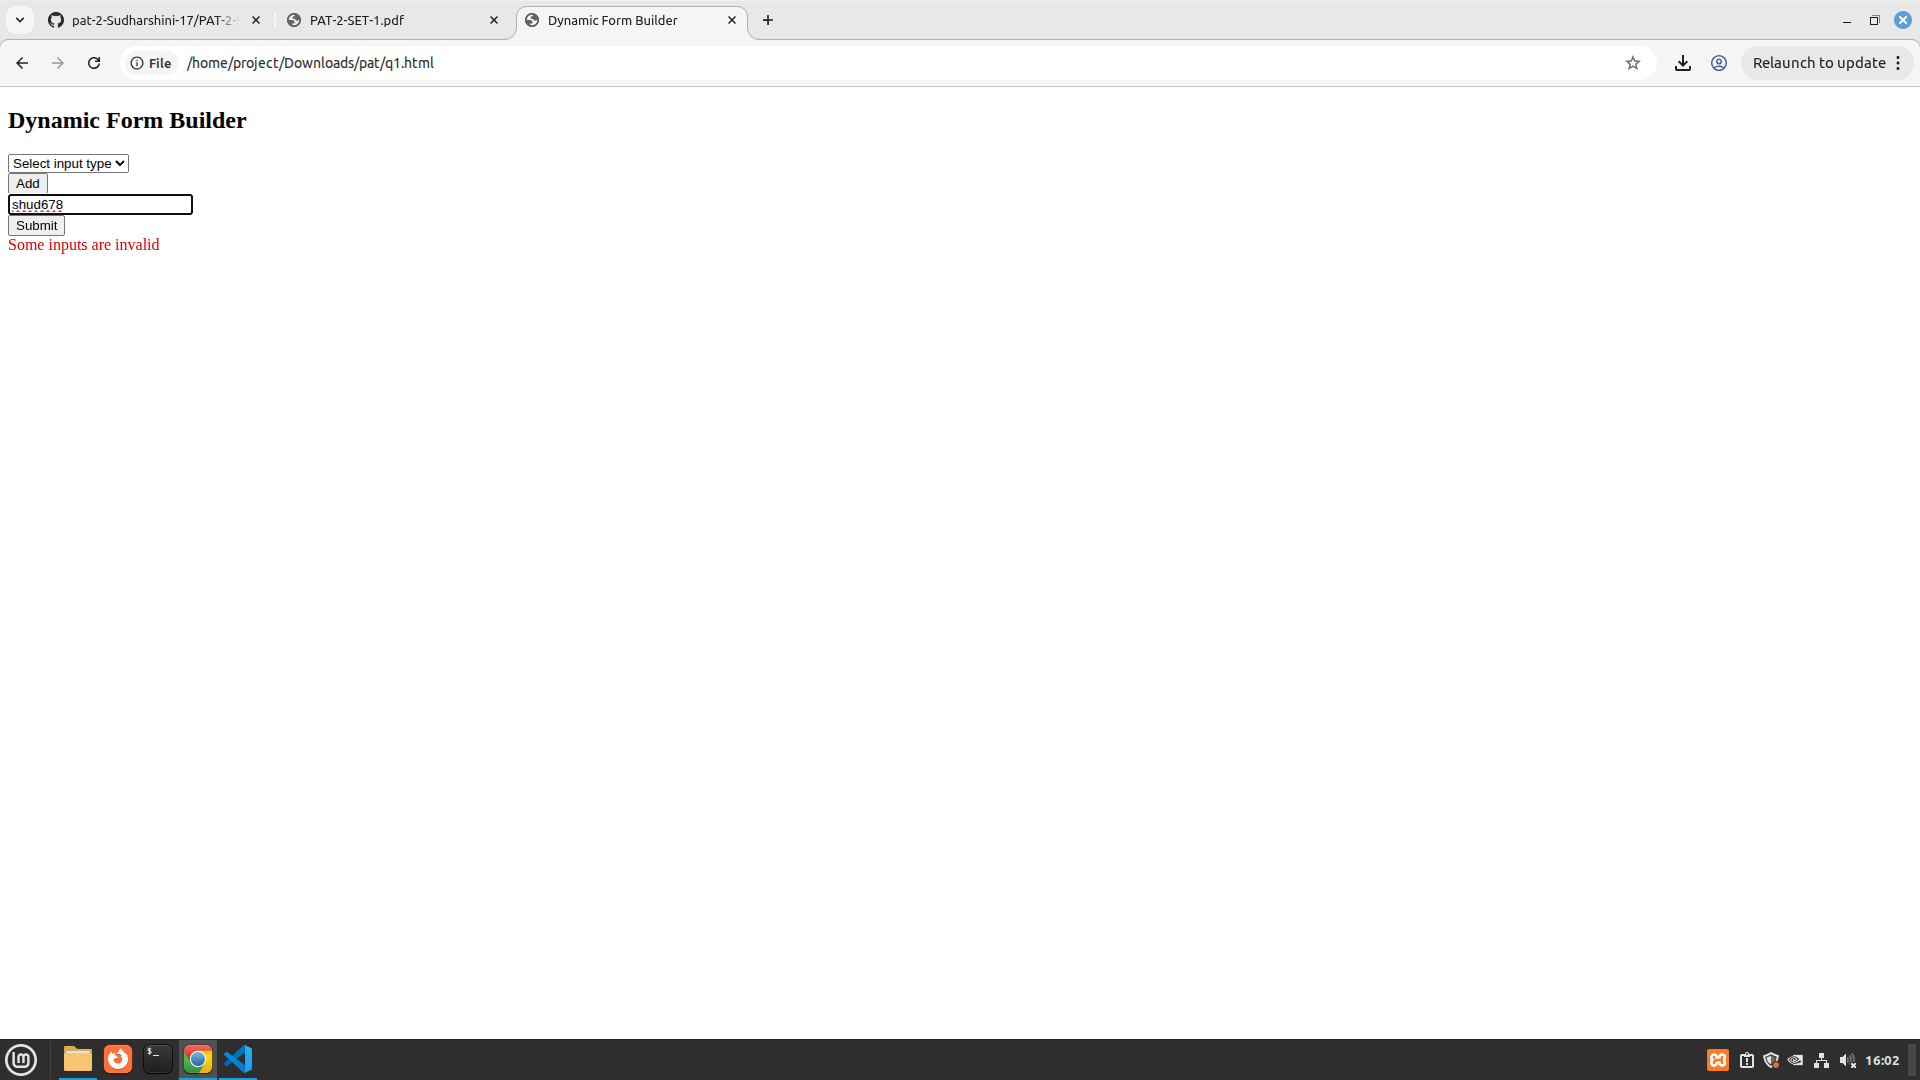 pat-2-Sudharshini-17/PAT-2-
PAT-2-SET-1.pdf
Dynamic Form Builder
File
/home/project/Downloads/pat/q1.html
Relaunch to update
Dynamic Form Builder
Select input type
Add
shud678
Submit
Some inputs are invalid
$_
16:02